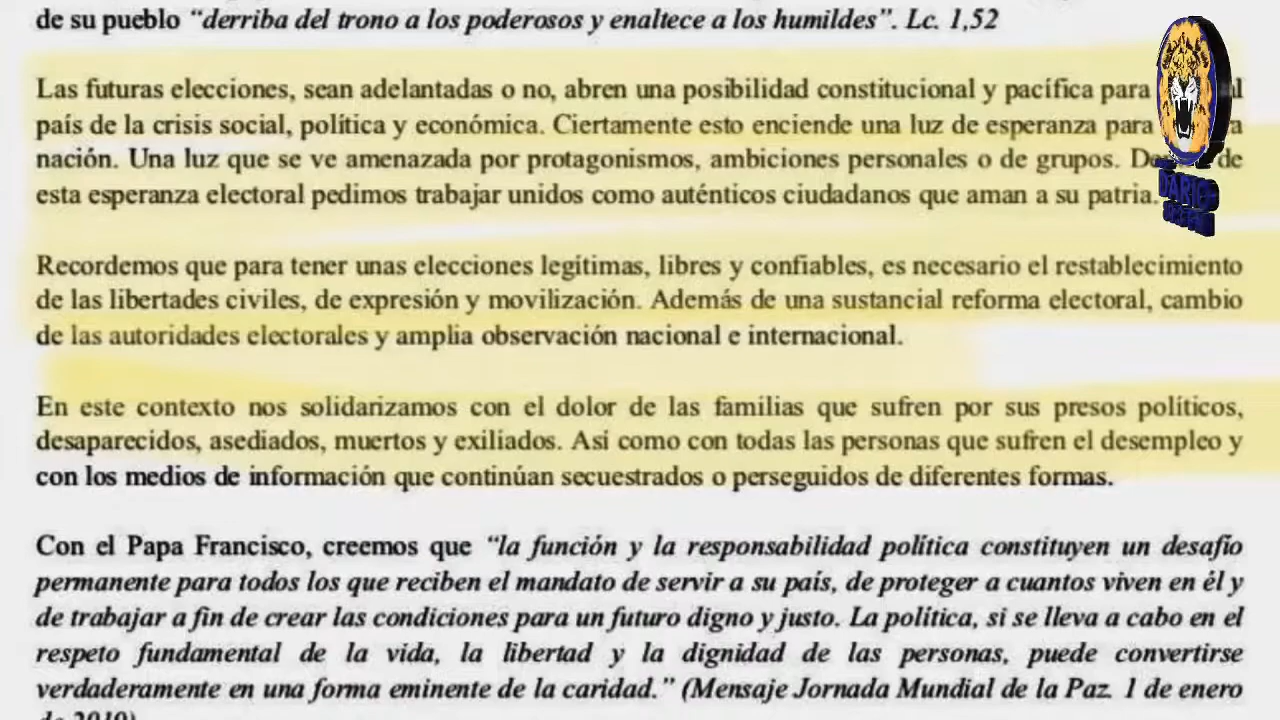 de su pueblo “derriba del trono a los poderosos y enaltece a los humildes”. Lc. 1,52
Las futuras elecciones, sean adelantadas o no, abren una posibilidad constitucional y pacífica para
país de la crisis social, política y económica. Ciertamente esto enciende una luz de esperanza para
nación. Una luz que se ve amenazada por protagonismos, ambiciones personales o de grupos. de
esta esperanza electoral pedimos trabajar unidos como auténticos ciudadanos que aman a su patria.
Recordemos que para tener unas elecciones legítimas, libres y confiables, es necesario el restablecimiento
de las libertades civiles, de expresión y movilización. Además de una sustancial reforma electoral, cambio
de las autoridades electorales y amplia observación nacional e internacional.
En este contexto nos solidarizamos con el dolor de las familias que sufren por sus presos políticos,
desaparecidos, asediados, muertos y exiliados. Así como con todas las personas que sufren el desempleo y
con los medios de información que continúan secuestrados o perseguidos de diferentes formas.
Con el Papa Francisco, creemos que “la función y la responsabilidad política constituyen un desafío
permanente para todos los que reciben el mandato de servir a su país, de proteger a cuantos viven en él y
de trabajar a fin de crear las condiciones para un futuro digno y justo. La política, si se lleva a cabo en el
respeto fundamental de la vida, la libertad y la dignidad de las personas, puede convertirse
verdaderamente en una forma eminente de la caridad.” (Mensaje Jornada Mundial de la Paz. 1 de enero
de 2019)